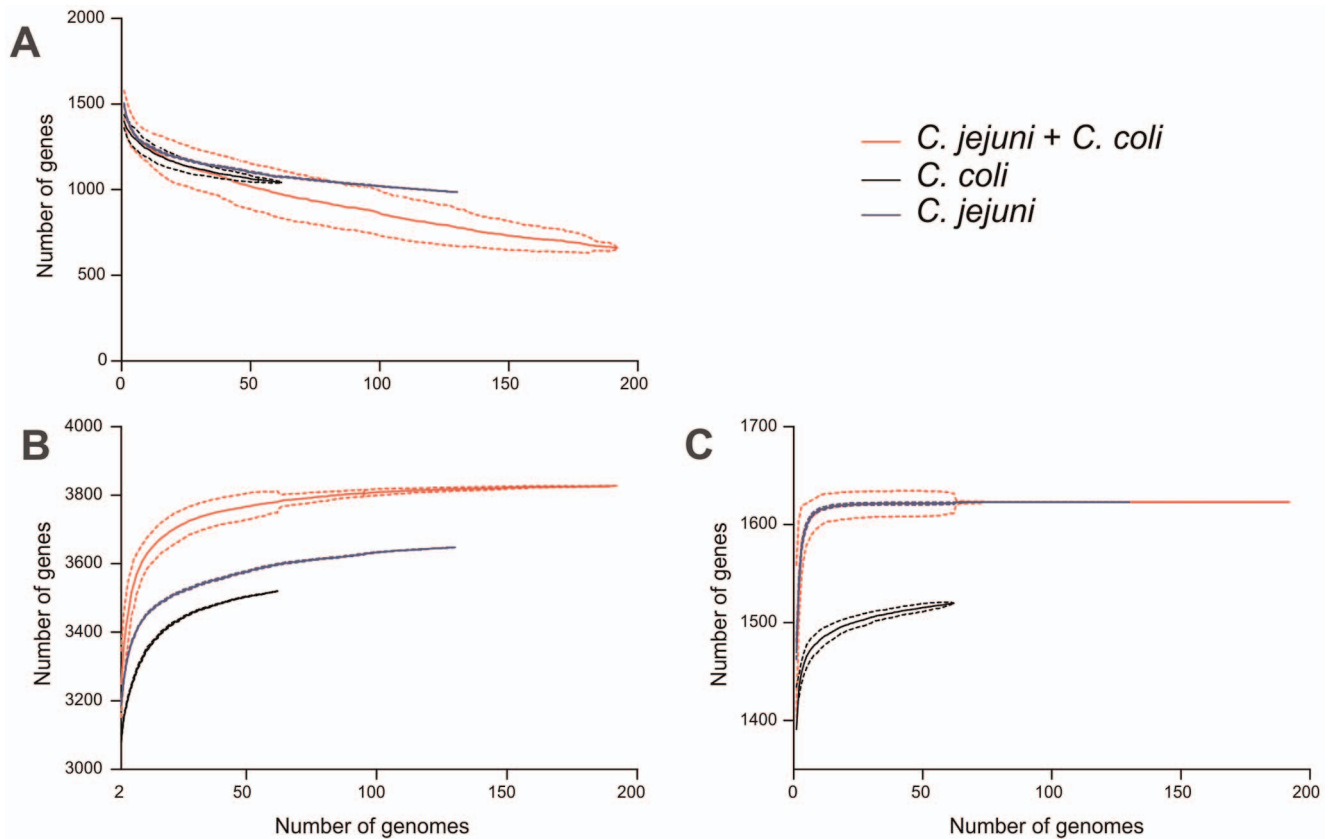 A
Number of genes
2000
1500
1000
500
0
0 50 100 150 200
C. jejuni + C. coli
C. coli
C. jejuni
B
Number of genes
4000
3800
3600
3400
3200
3000
2 50 100 150 200
Number of genomes
C
Number of genes
1700
1600
1500
1400
0 50 100 150 200
Number of genomes